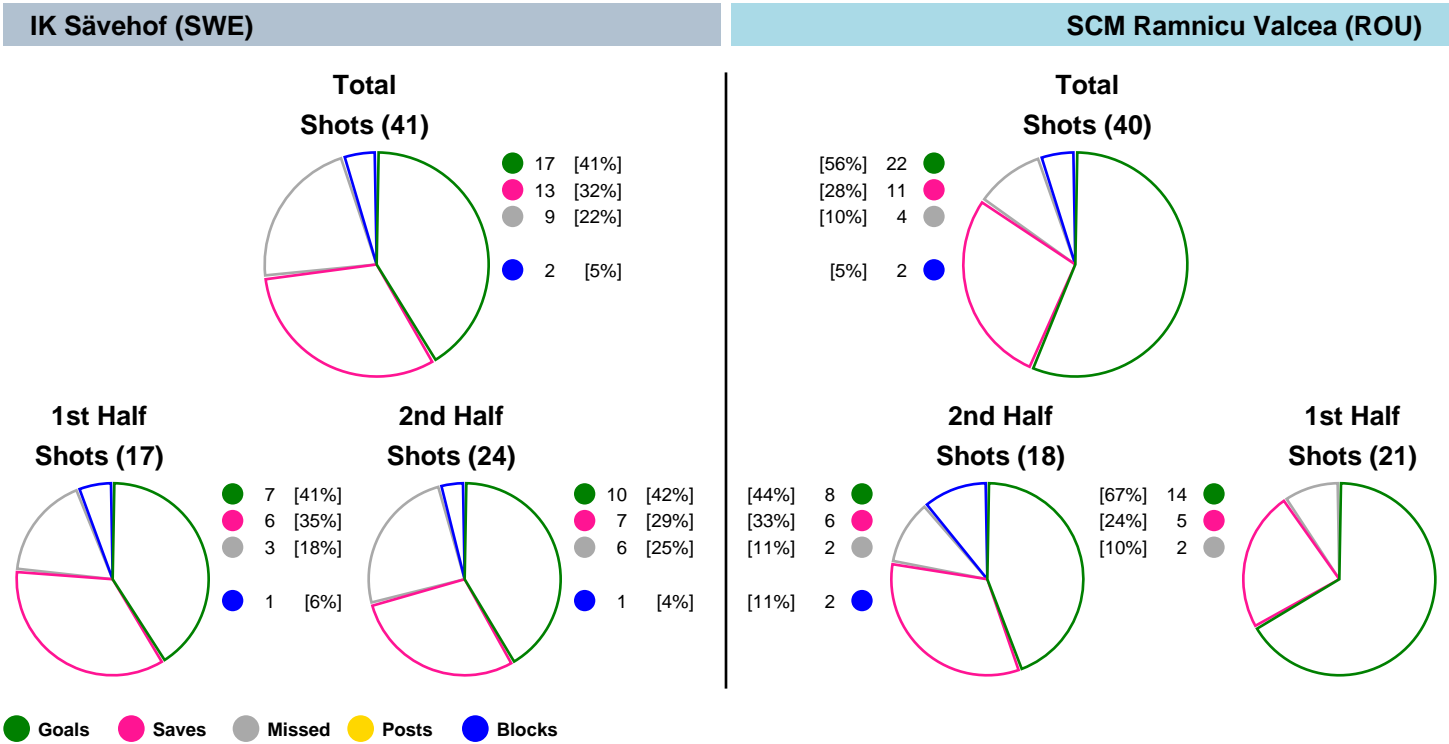 IK Sävehof (SWE)
SCM Ramnicu Valcea (ROU)
Total
Shots (41)
17 [41%]
13 [32%]
9 [22%]
2 [5%]
Total
Shots (40)
[56%] 22
[28%] 11
[10%] 4
[5%] 2
1st Half
Shots (17)
7 [41%]
6 [35%]
3 [18%]
1 [6%]
2nd Half
Shots (24)
10 [42%]
7 [29%]
6 [25%]
1 [4%]
2nd Half
Shots (18)
[44%] 8
[33%] 6
[11%] 2
[11%] 2
1st Half
Shots (21)
[67%] 14
[24%] 5
[10%] 2
Goals Saves Missed Posts Blocks